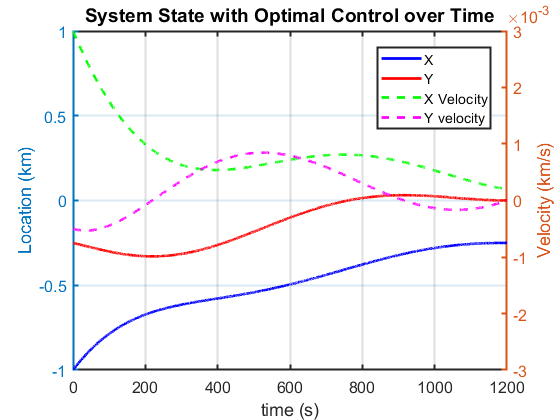 System State with Optimal Control over Time
×10⁻³
1
0.5
0
-0.5
-1
Location (km)
3
2
1
0
-1
-2
-3
Velocity (km/s)
X
Y
X Velocity
Y velocity
0
200
400
600
800
1000
1200
time (s)